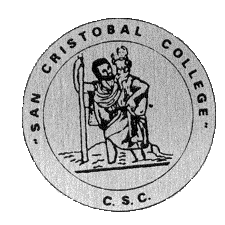 "SAN CRISTOBAL COLLEGE"
C. S. C.